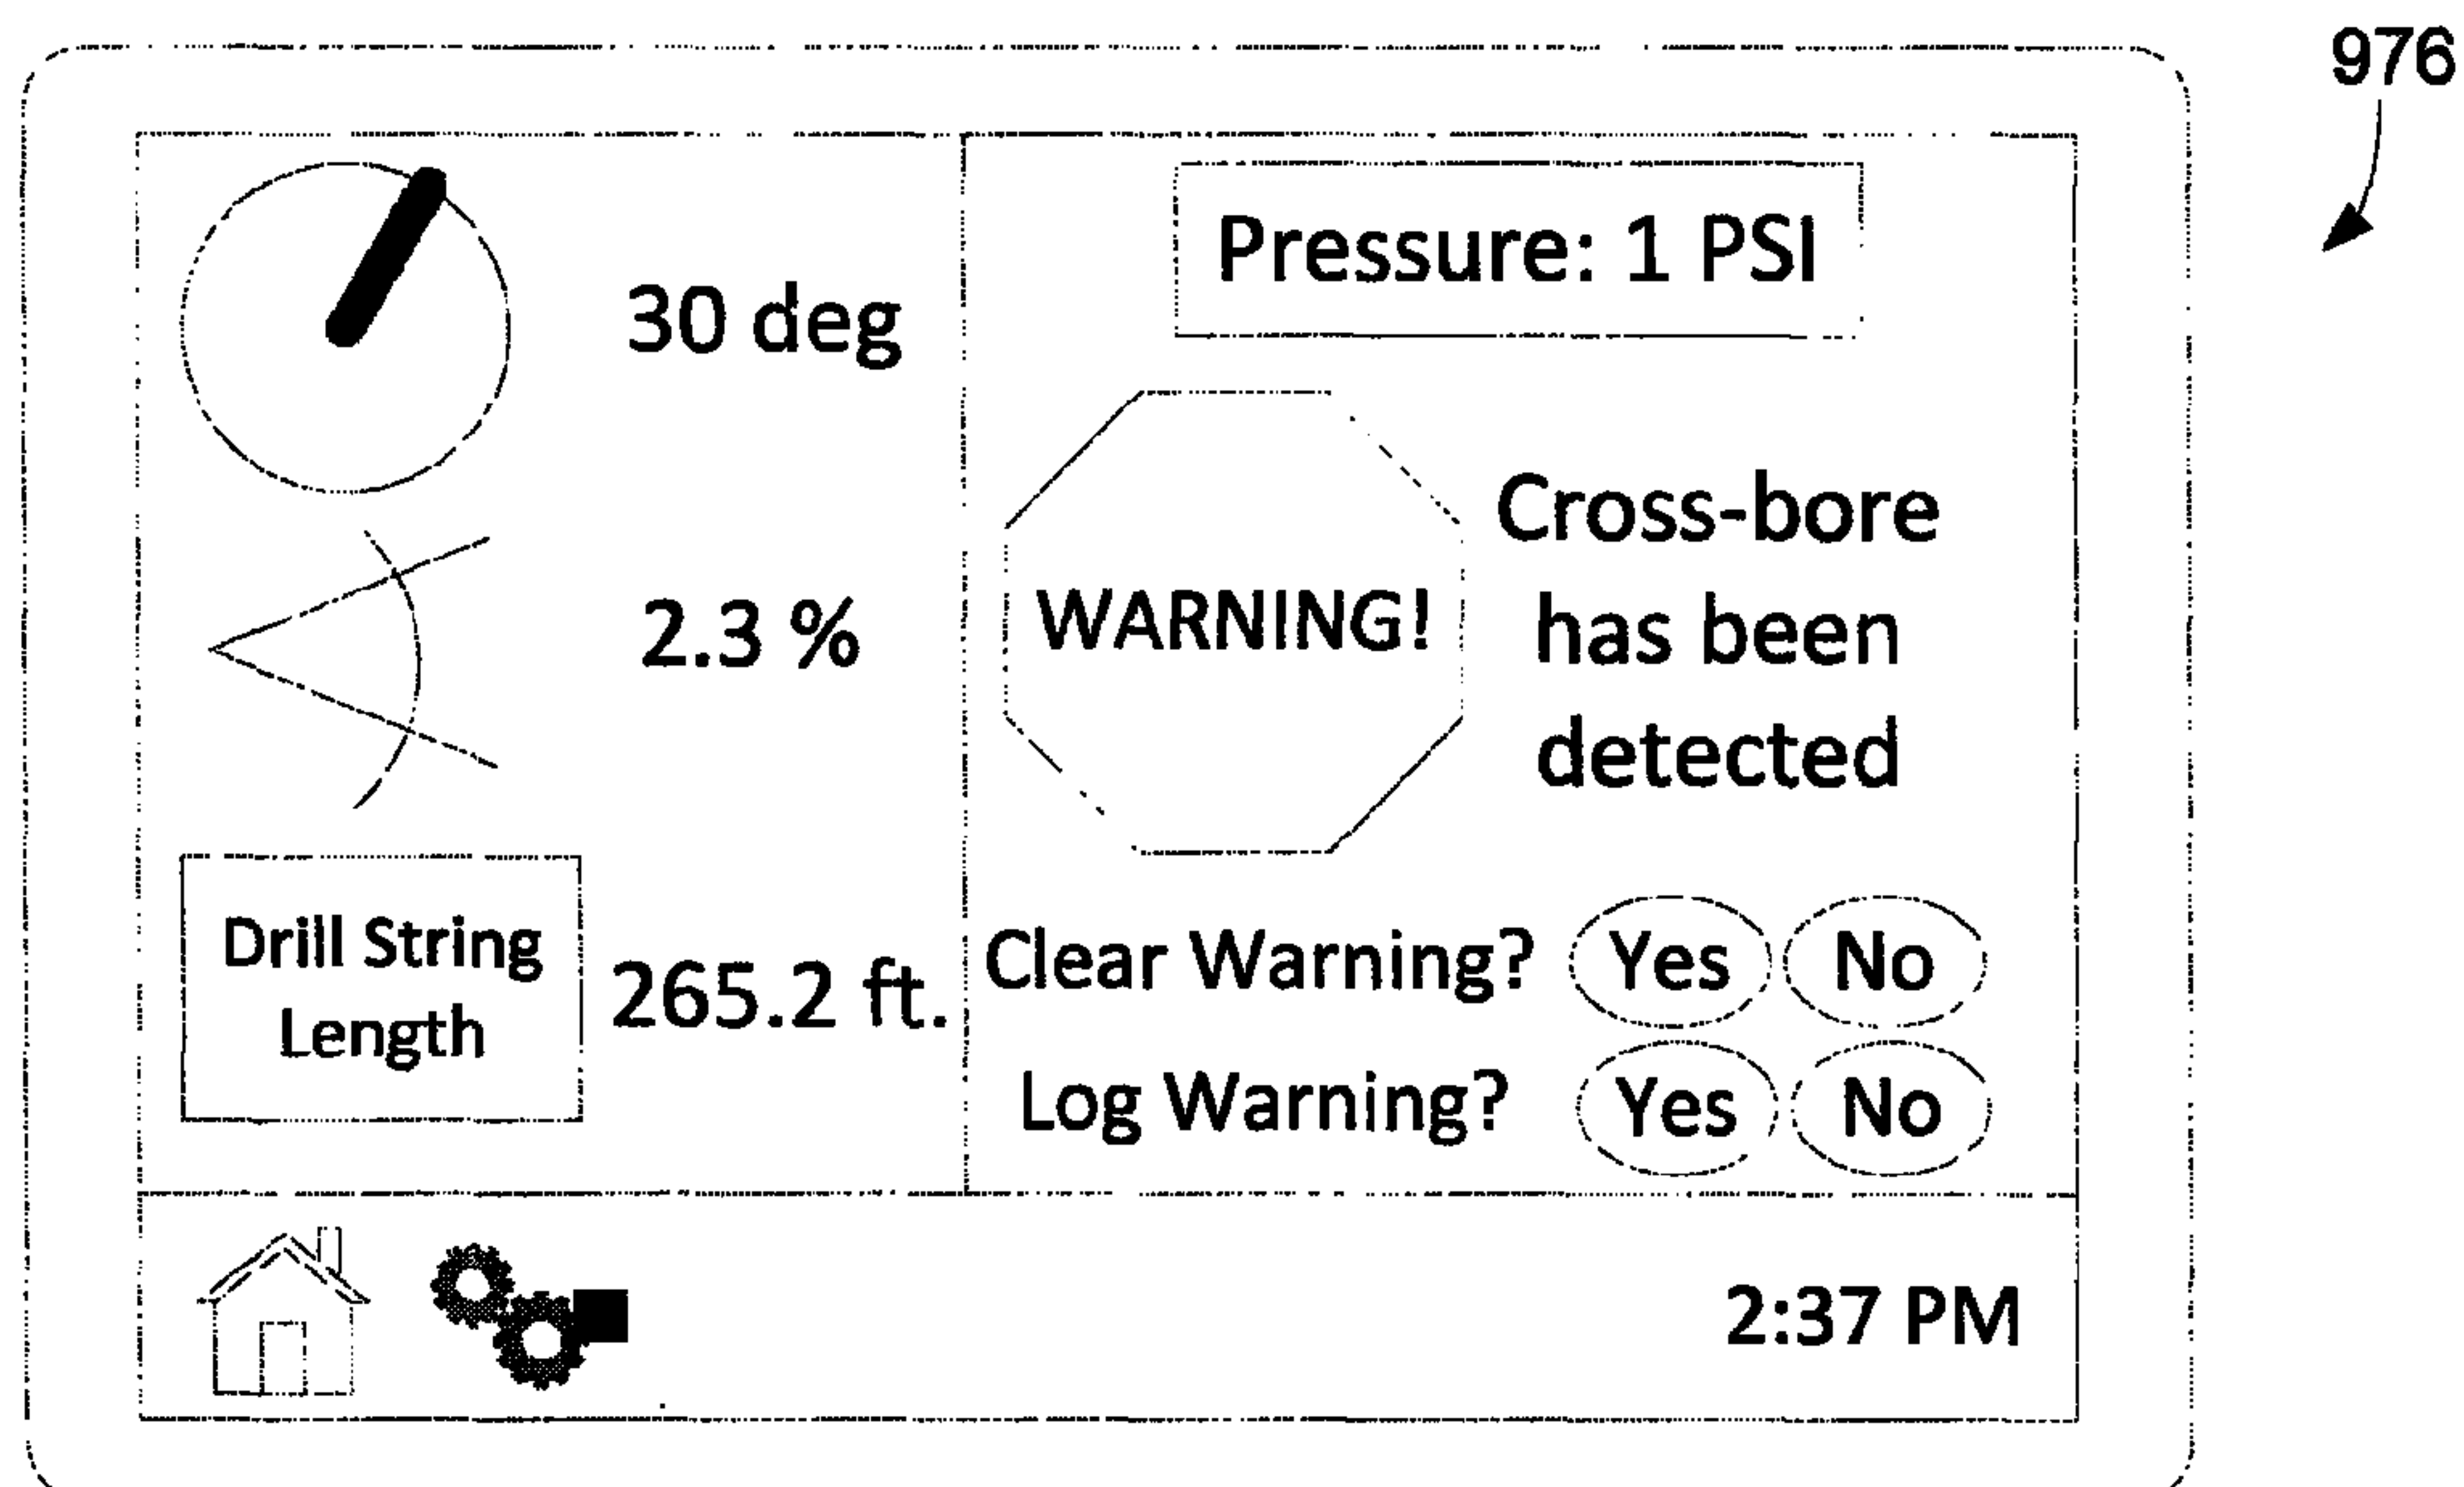 976
30 deg
2.3 %
Drill String
Length
265.2 ft.
Pressure: 1 PSI
WARNING!
Cross-bore
has been
detected
Clear Warning? Yes No
Log Warning? Yes No
2:37 PM